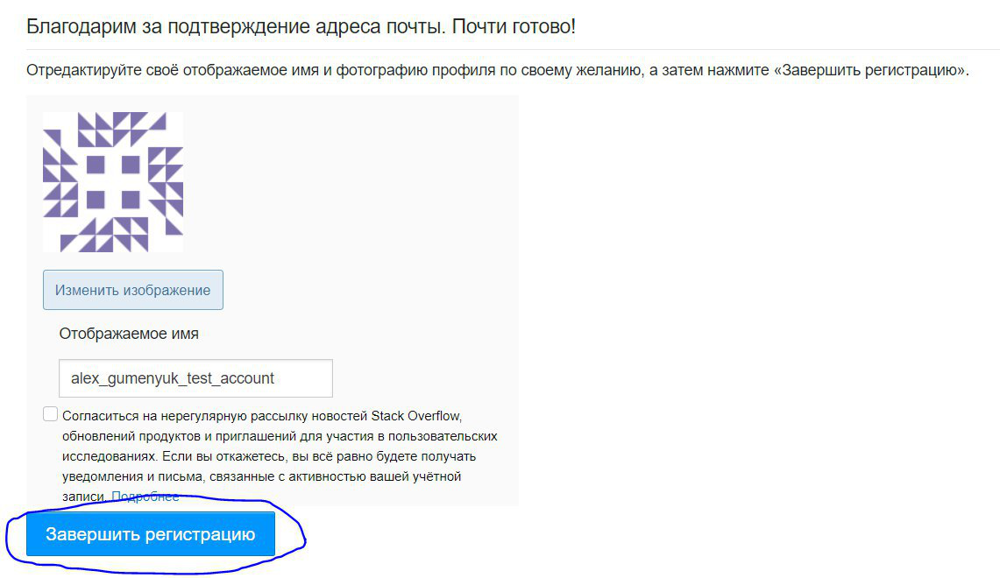 Благодарим за подтверждение адреса почты. Почти готово!
Отредактируйте своё отображаемое имя и фотографию профиля по своему желанию, а затем нажмите «Завершить регистрацию».
Изменить изображение
Отображаемое имя
alex_gumenyuk_test_account
Согласиться на нерегулярную рассылку новостей Stack Overflow,
обновлений продуктов и приглашений для участия в пользовательских
исследованиях. Если вы откажетесь, вы всё равно будете получать
уведомления и письма, связанные с активностью вашей учётной
записи. Подробнее
Завершить регистрацию